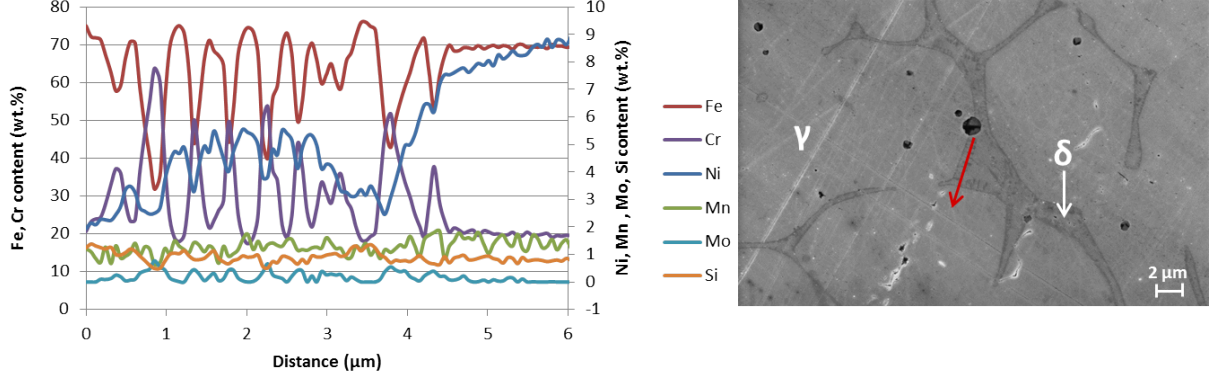 80
70
60
50
40
30
20
10
0
Fe, Cr content (wt.%)
0
1
2
3
4
5
6
Distance (μm)
10
9
8
7
6
5
4
3
2
1
0
-1
Ni, Mn , Mo, Si content (wt.%)
Fe
Cr
Ni
Mn
Mo
Si
γ
δ
2 μm